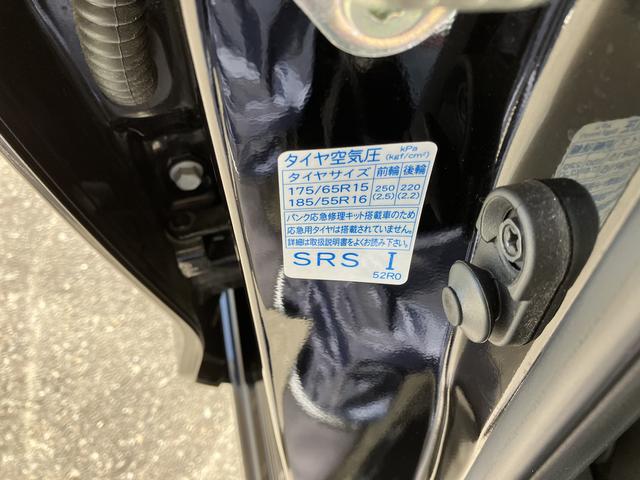 タイヤ空気圧 kPa (kgf/cm²)
タイヤサイズ 前輪 後輪
175/65R15 250 220
185/55R16 (2.5) (2.2)
パンク応急修理キット搭載車のため
応急用タイヤは搭載されていません。
詳細は取扱説明書をよくお読み下さい。
SRS I
52R0